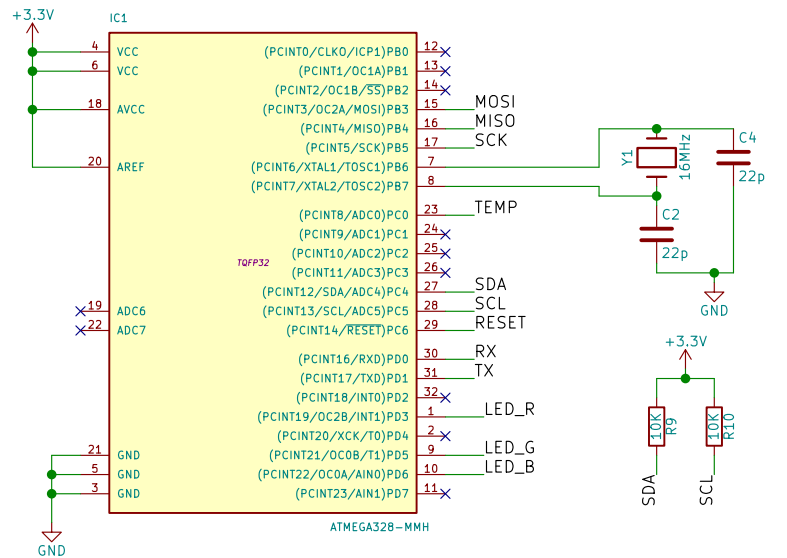 +3.3V
IC1
4 VCC
6 VCC
18 AVCC
20 AREF
19 ADC6
22 ADC7
21 GND
5 GND
3 GND
GND
TQFP32
(PCINT0/CLKO/ICP1)PB0 12
(PCINT1/OC1A)PB1 13
(PCINT2/OC1B/SS)PB2 14
(PCINT3/OC2A/MOSI)PB3 15 MOSI
(PCINT4/MISO)PB4 16 MISO
(PCINT5/SCK)PB5 17 SCK
(PCINT6/XTAL1/TOSC1)PB6 7
(PCINT7/XTAL2/TOSC2)PB7 8
(PCINT8/ADC0)PC0 23 TEMP
(PCINT9/ADC1)PC1 24
(PCINT10/ADC2)PC2 25
(PCINT11/ADC3)PC3 26
(PCINT12/SDA/ADC4)PC4 27 SDA
(PCINT13/SCL/ADC5)PC5 28 SCL
(PCINT14/RESET)PC6 29 RESET
(PCINT16/RXD)PD0 30 RX
(PCINT17/TXD)PD1 31 TX
(PCINT18/INT0)PD2 32
(PCINT19/OC2B/INT1)PD3 1 LED_R
(PCINT20/XCK/T0)PD4 2
(PCINT21/OC0B/T1)PD5 9 LED_G
(PCINT22/OC0A/AIN0)PD6 10 LED_B
(PCINT23/AIN1)PD7 11
ATMEGA328-MMH
Y1
16MHz
C4
22p
C2
22p
GND
+3.3V
10K
R9
10K
R10
SDA
SCL